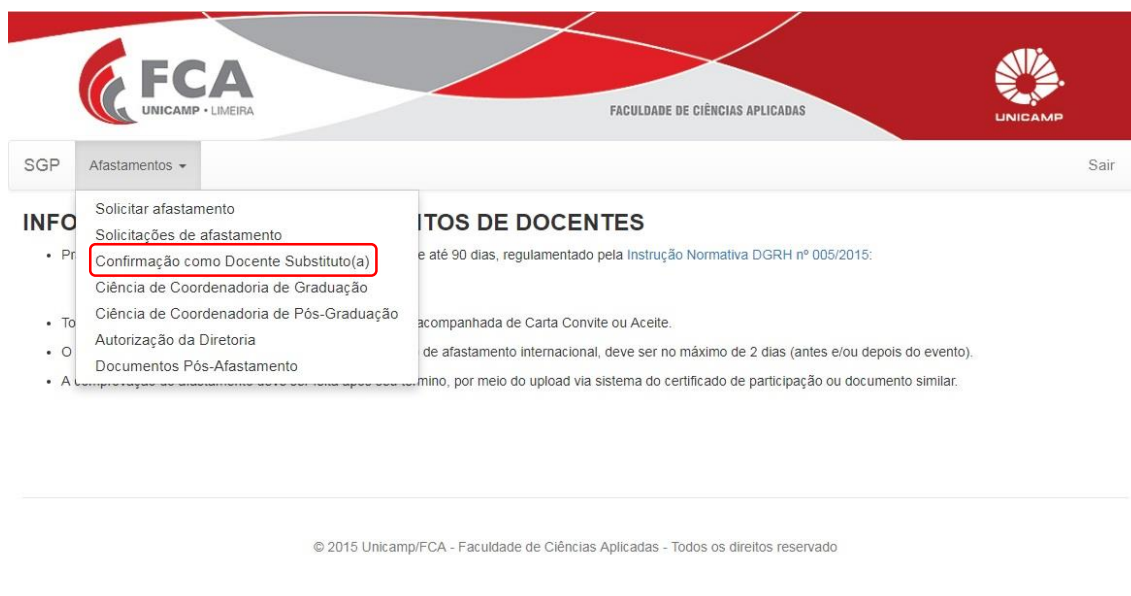 FCA
UNICAMP • LIMEIRA
FACULDADE DE CIÊNCIAS APLICADAS
UNICAMP
SGP Afastamentos Sair
Solicitar afastamento
INFO ITOS DE DOCENTES
Solicitações de afastamento
• Pr e até 90 dias, regulamentado pela Instrução Normativa DGRH nº 005/2015:
Confirmação como Docente Substituto(a)
Ciência de Coordenadoria de Graduação
Ciência de Coordenadoria de Pós-Graduação
• To acompanhada de Carta Convite ou Aceite.
Autorização da Diretoria
• O de afastamento internacional, deve ser no máximo de 2 dias (antes e/ou depois do evento).
Documentos Pós-Afastamento
• A término, por meio do upload via sistema do certificado de participação ou documento similar.
© 2015 Unicamp/FCA - Faculdade de Ciências Aplicadas - Todos os direitos reservado